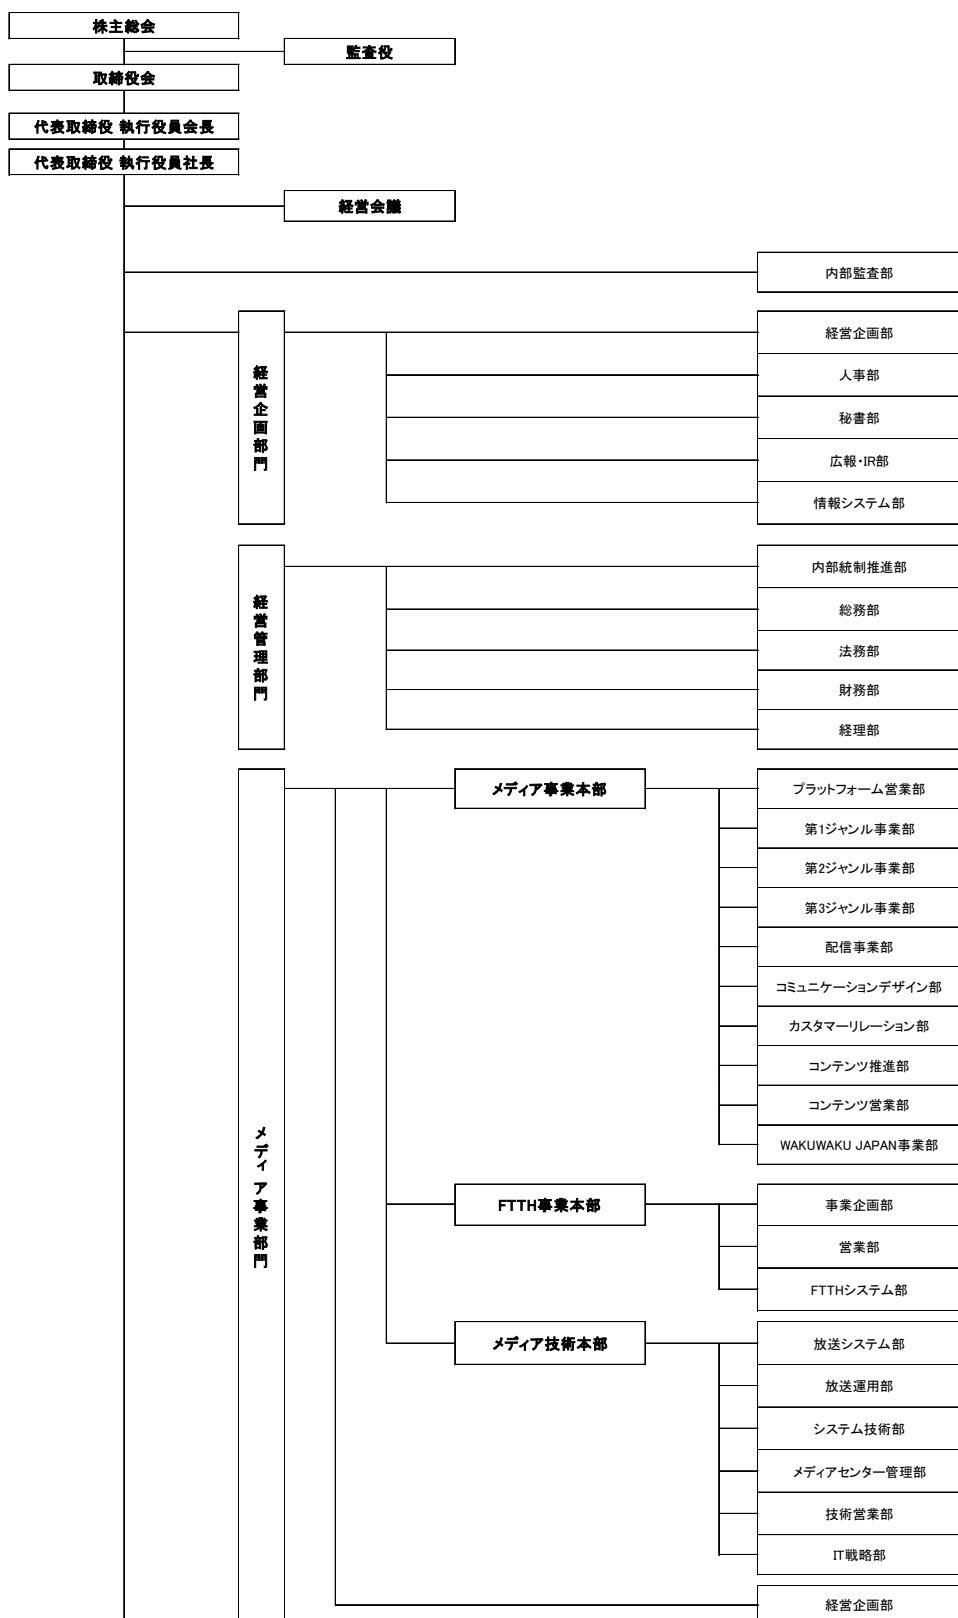 株主総会
監査役
取締役会
代表取締役 執行役員会長
代表取締役 執行役員社長
経営会議
内部監査部
経営企画部門
経営企画部
人事部
秘書部
広報・IR部
情報システム部
経営管理部門
内部統制推進部
総務部
法務部
財務部
経理部
メディア事業部門
メディア事業本部
プラットフォーム営業部
第1ジャンル事業部
第2ジャンル事業部
第3ジャンル事業部
配信事業部
コミュニケーションデザイン部
カスタマーリレーション部
コンテンツ推進部
コンテンツ営業部
WAKUWAKU JAPAN事業部
FTTH事業本部
事業企画部
営業部
FTTHシステム部
メディア技術本部
放送システム部
放送運用部
システム技術部
メディアセンター管理部
技術営業部
IT戦略部
経営企画部